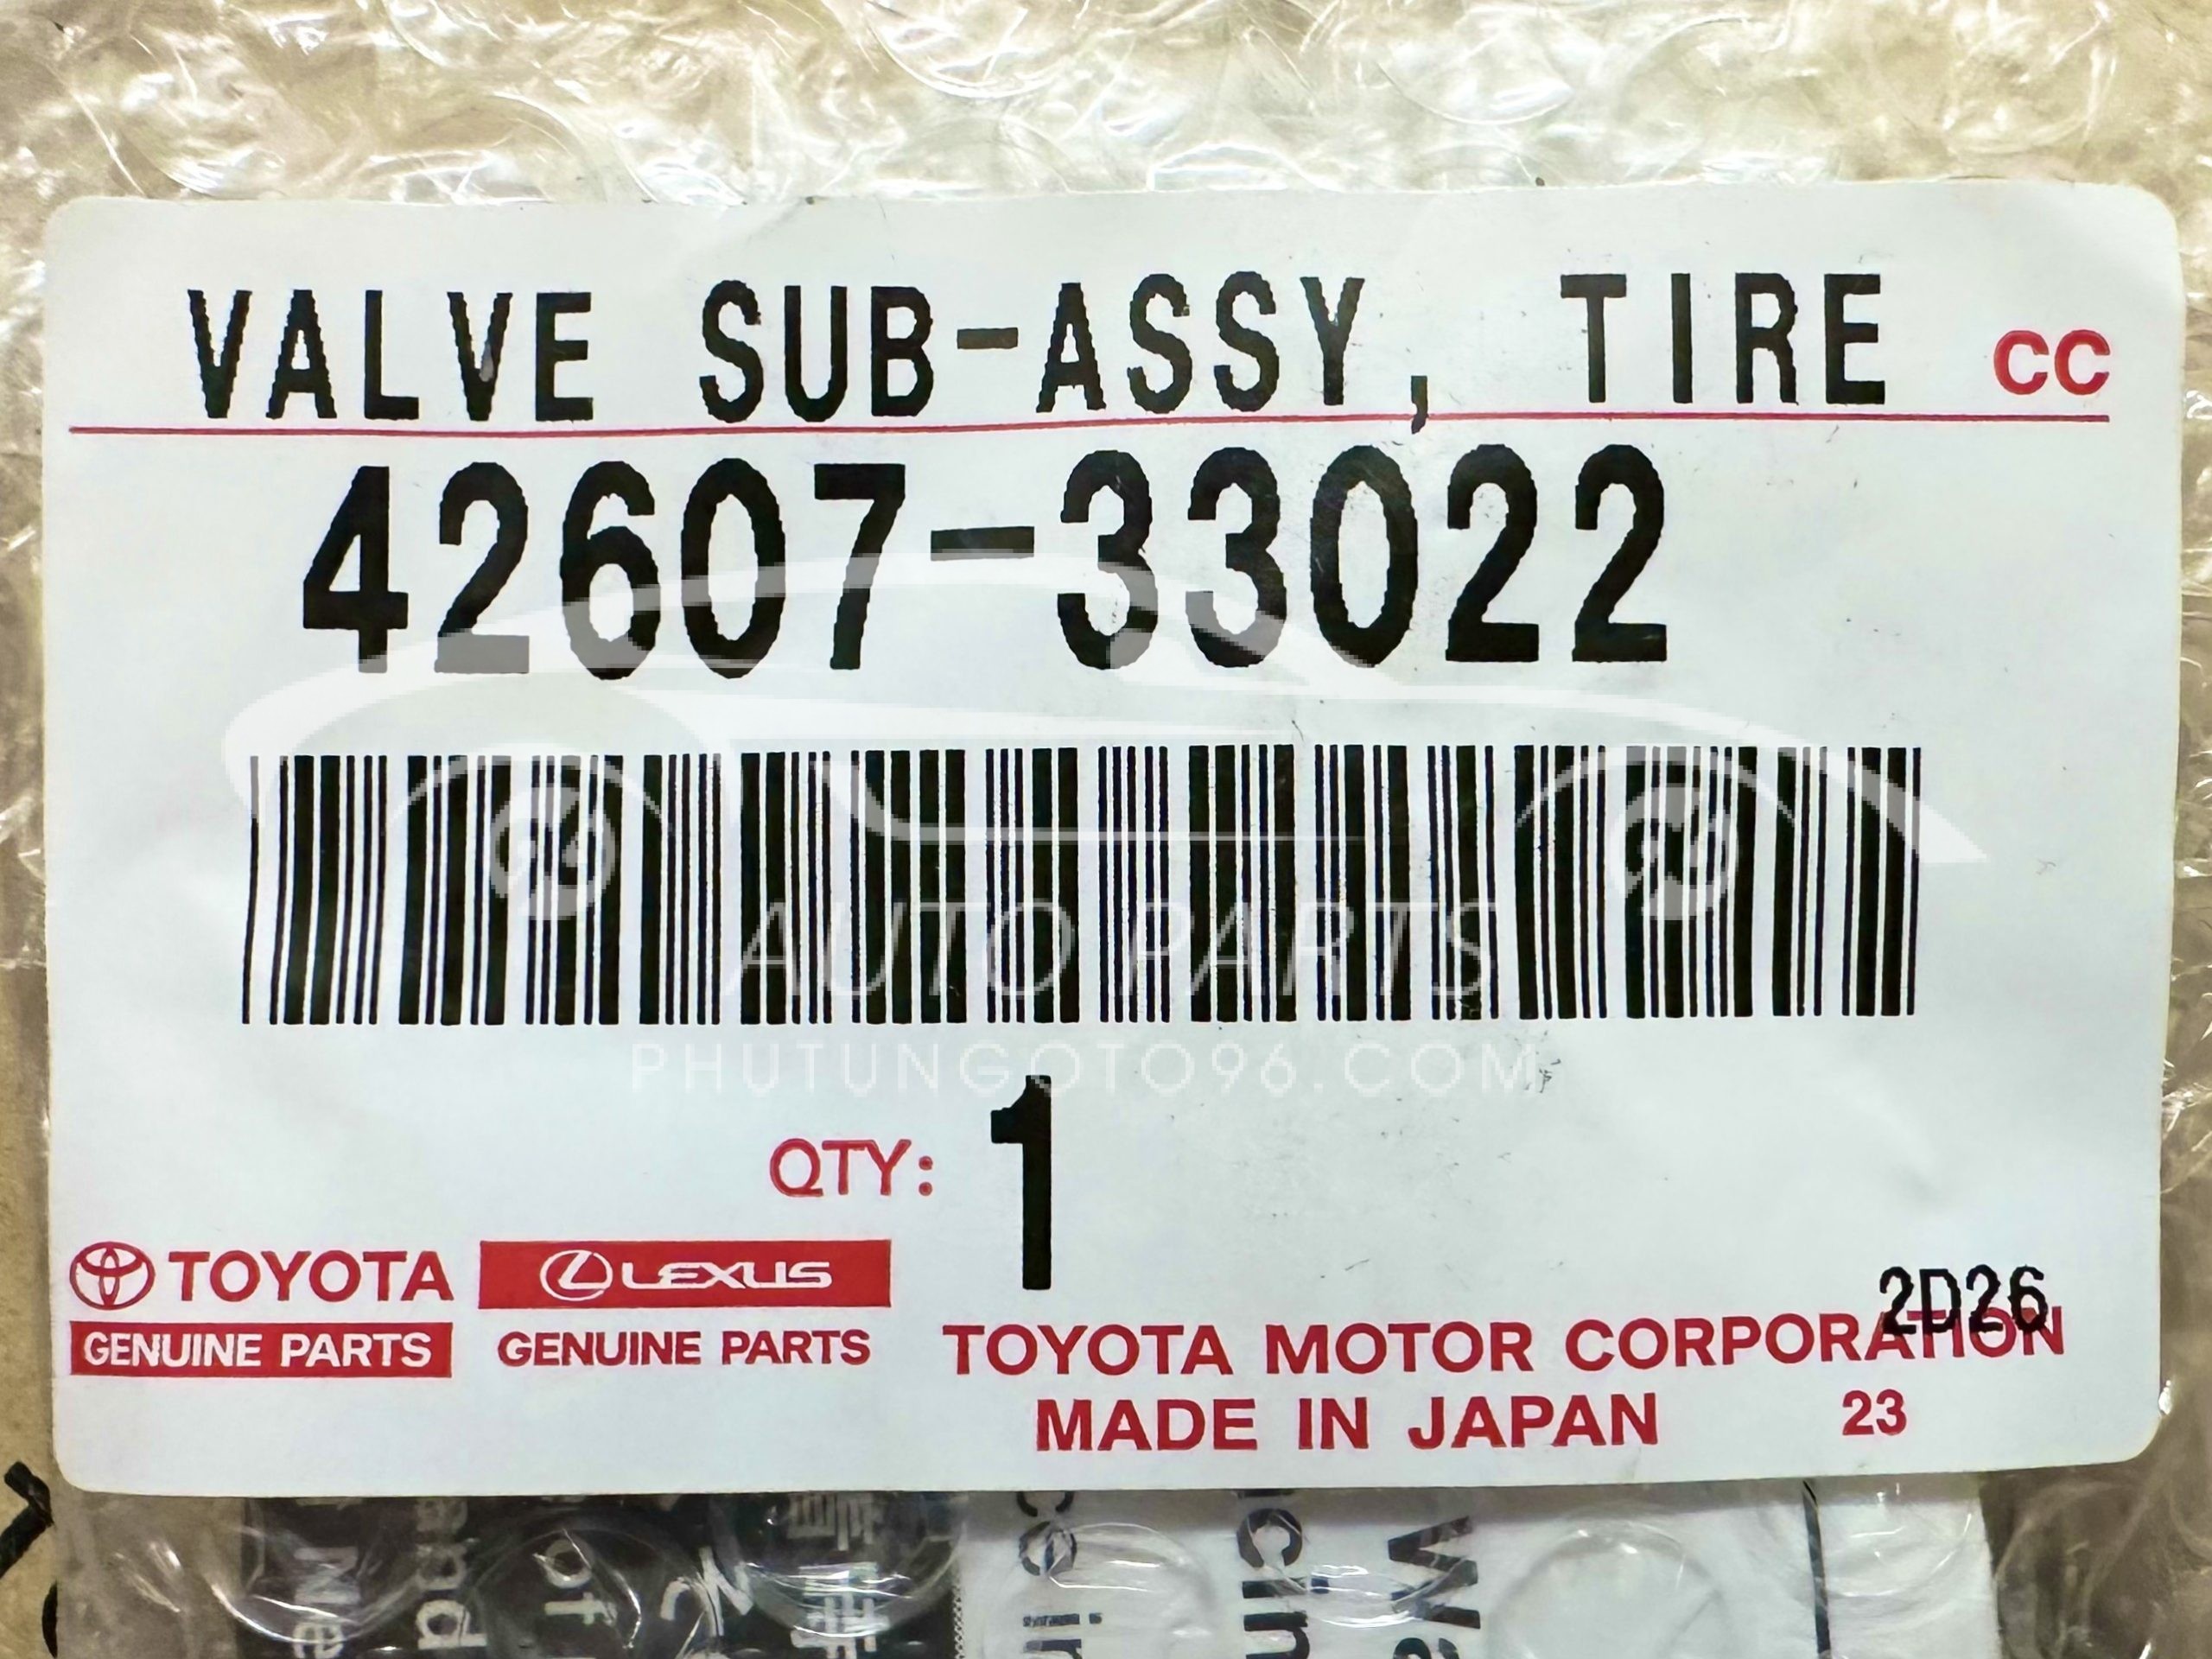 VALVE SUB-ASSY, TIRE CC
42607-33022
AUTO PARTS
PHUTUNGOTO96.COM
QTY: 1
TOYOTA
GENUINE PARTS
LEXUS
GENUINE PARTS
2D26
TOYOTA MOTOR CORPORATION
MADE IN JAPAN 23